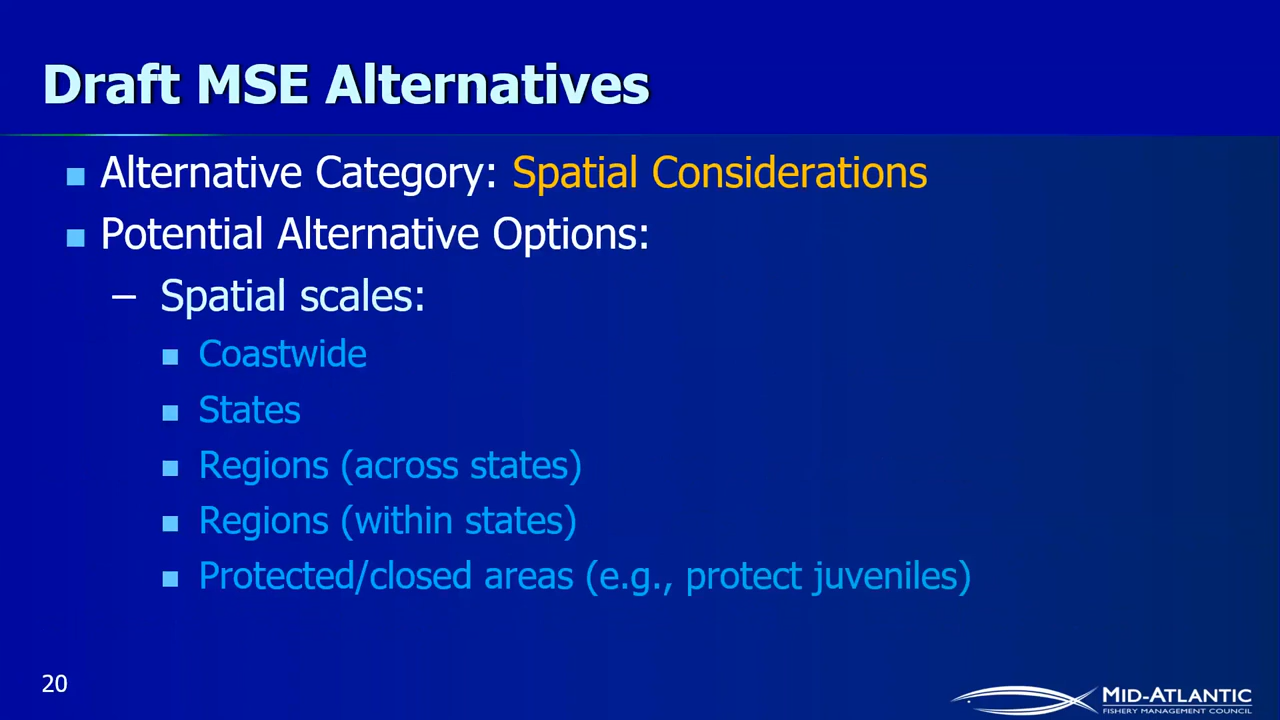 Draft MSE Alternatives
Alternative Category: Spatial Considerations
Potential Alternative Options:
– Spatial scales:
Coastwide
States
Regions (across states)
Regions (within states)
Protected/closed areas (e.g., protect juveniles)
20
MID-ATLANTIC
FISHERY MANAGEMENT COUNCIL